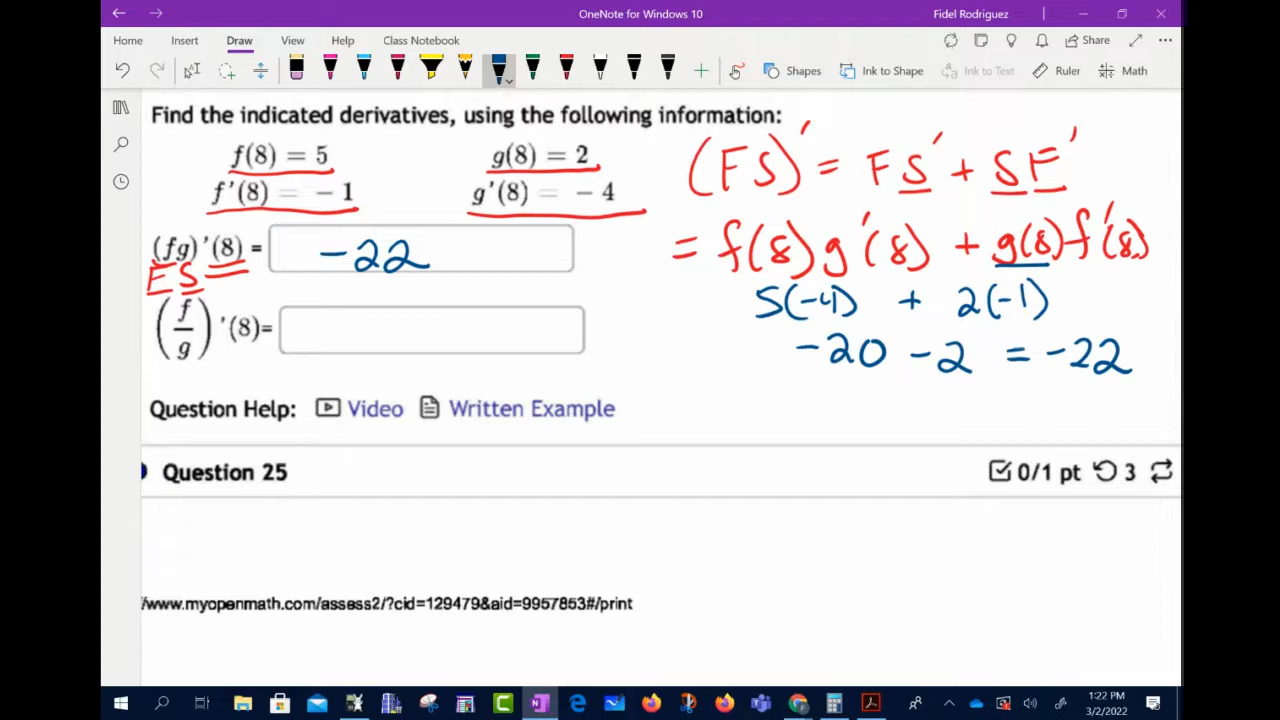 OneNote for Windows 10
Fidel Rodriguez
Home Insert Draw View Help Class Notebook
Share
Shapes Ink to Shape Ink to Text Ruler Math
Find the indicated derivatives, using the following information:
f(8) = 5 g(8) = 2
f'(8) = - 1 g'(8) = - 4
(FS)' = FS' + SF'
(fg)'(8) = -22
FS
= f(8)g'(8) + g(8)f'(8)
5(-4) + 2(-1)
(f/g)'(8)=
-20 -2 = -22
Question Help: Video Written Example
Question 25 0/1 pt 3
/www.myopenmath.com/assess2/?cid=129479&aid=9957853#/print
1:22 PM
3/2/2022